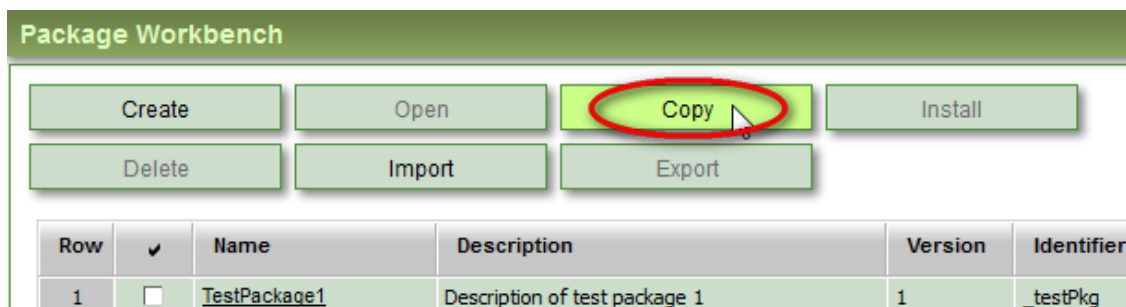 Package Workbench
Create Open Copy Install
Delete Import Export
Row Name Description Version Identifier
1 TestPackage1 Description of test package 1 1 _testPkg